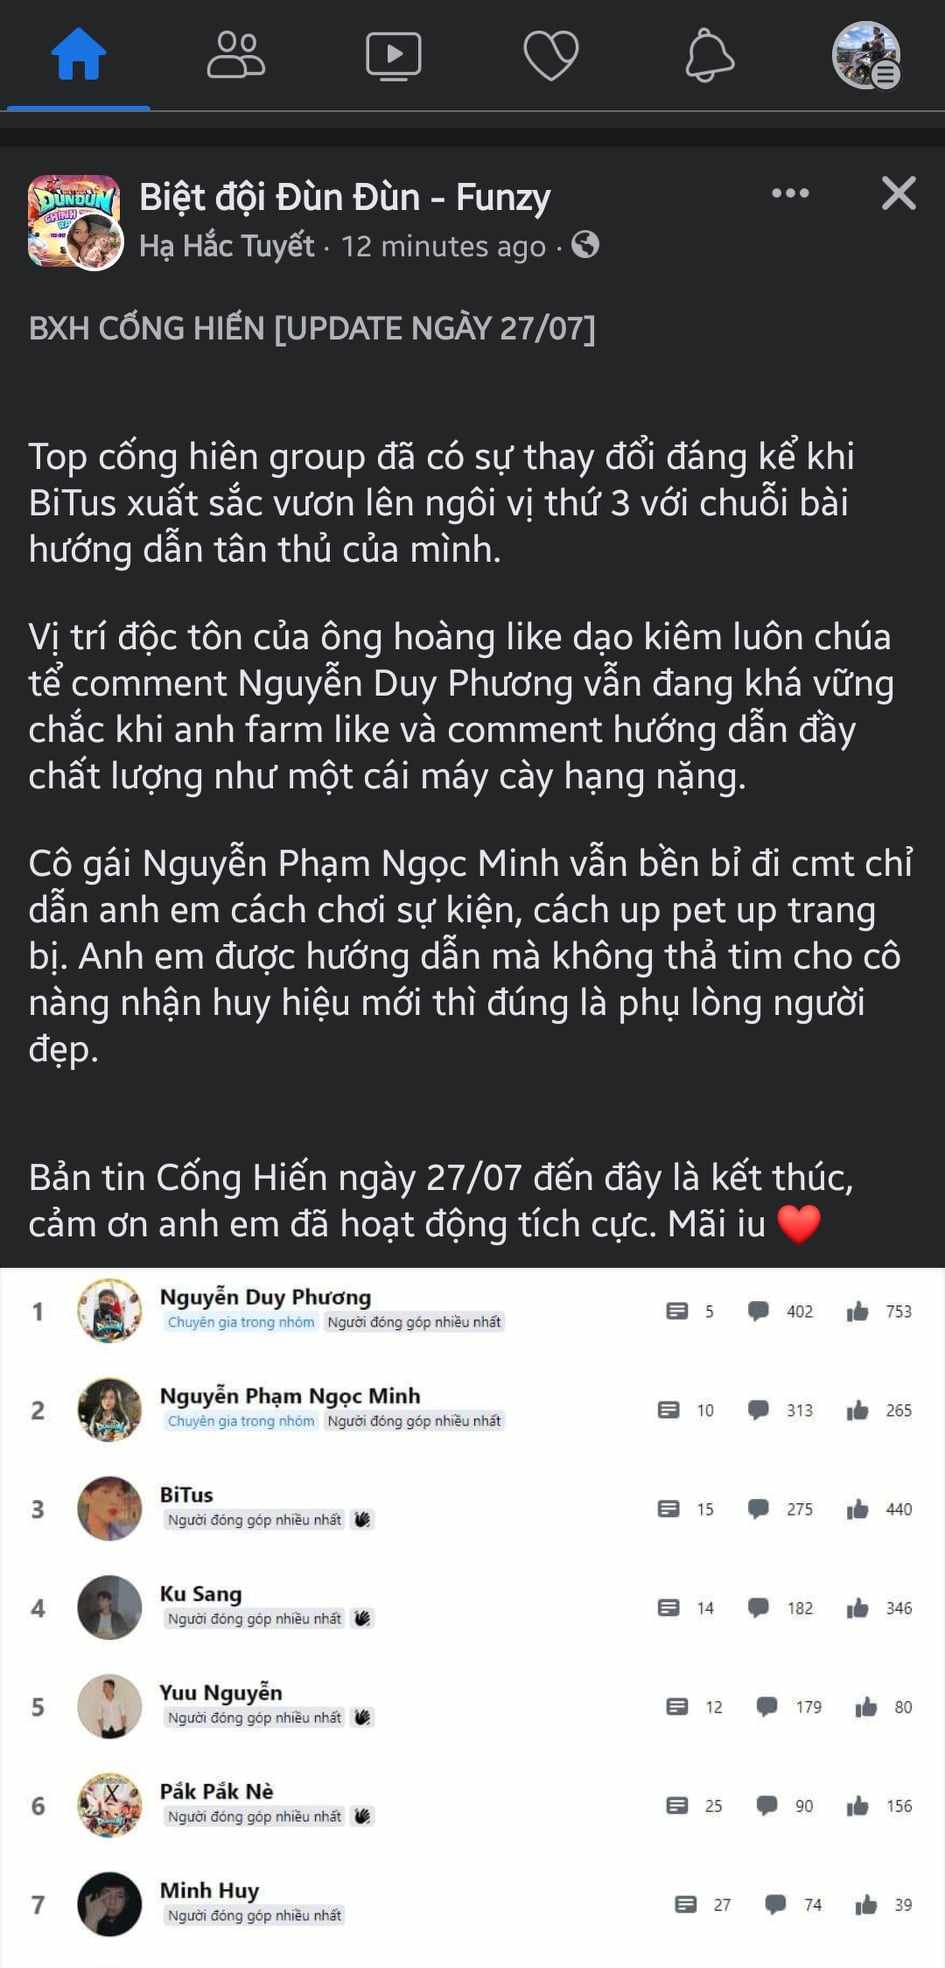 Biệt đội Đùn Đùn - Funzy
Hạ Hắc Tuyết · 12 minutes ago ·
BXH CỐNG HIẾN [UPDATE NGÀY 27/07]
Top cống hiên group đã có sự thay đổi đáng kể khi
BiTus xuất sắc vươn lên ngôi vị thứ 3 với chuỗi bài
hướng dẫn tân thủ của mình.
Vị trí độc tôn của ông hoàng like dạo kiêm luôn chúa
tể comment Nguyễn Duy Phương vẫn đang khá vững
chắc khi anh farm like và comment hướng dẫn đầy
chất lượng như một cái máy cày hạng nặng.
Cô gái Nguyễn Phạm Ngọc Minh vẫn bền bỉ đi cmt chỉ
dẫn anh em cách chơi sự kiện, cách up pet up trang
bị. Anh em được hướng dẫn mà không thả tim cho cô
nàng nhận huy hiệu mới thì đúng là phụ lòng người
đẹp.
Bản tin Cống Hiến ngày 27/07 đến đây là kết thúc,
cảm ơn anh em đã hoạt động tích cực. Mãi iu ❤️
1 Nguyễn Duy Phương 5 402 753
Chuyên gia trong nhóm Người đóng góp nhiều nhất
2 Nguyễn Phạm Ngọc Minh 10 313 265
Chuyên gia trong nhóm Người đóng góp nhiều nhất
3 BiTus 15 275 440
Người đóng góp nhiều nhất
4 Ku Sang 14 182 346
Người đóng góp nhiều nhất
5 Yuu Nguyễn 12 179 80
Người đóng góp nhiều nhất
6 Pắk Pắk Nè 25 90 156
Người đóng góp nhiều nhất
7 Minh Huy 27 74 39
Người đóng góp nhiều nhất